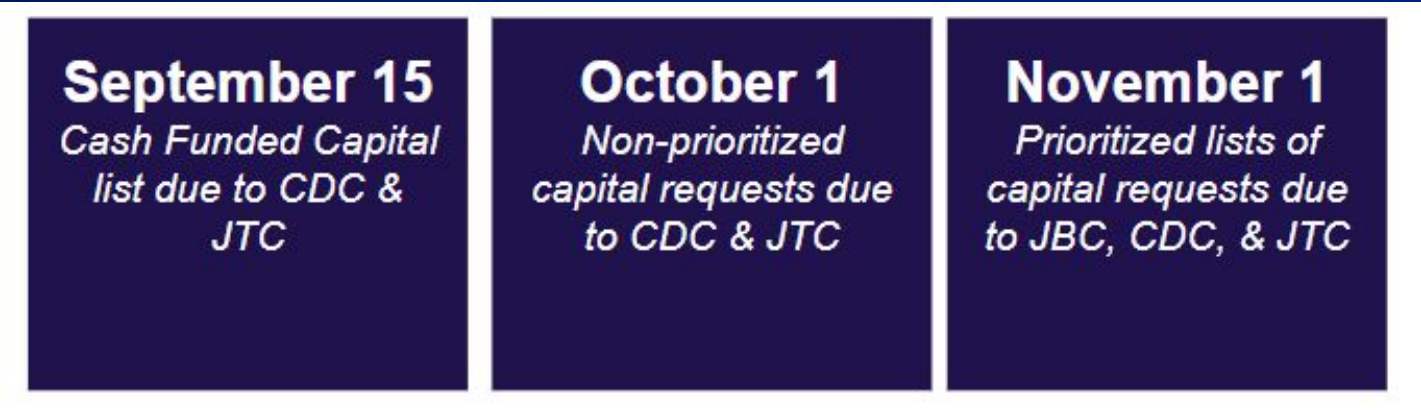 September 15
Cash Funded Capital
list due to CDC &
JTC
October 1
Non-prioritized
capital requests due
to CDC & JTC
November 1
Prioritized lists of
capital requests due
to JBC, CDC, & JTC